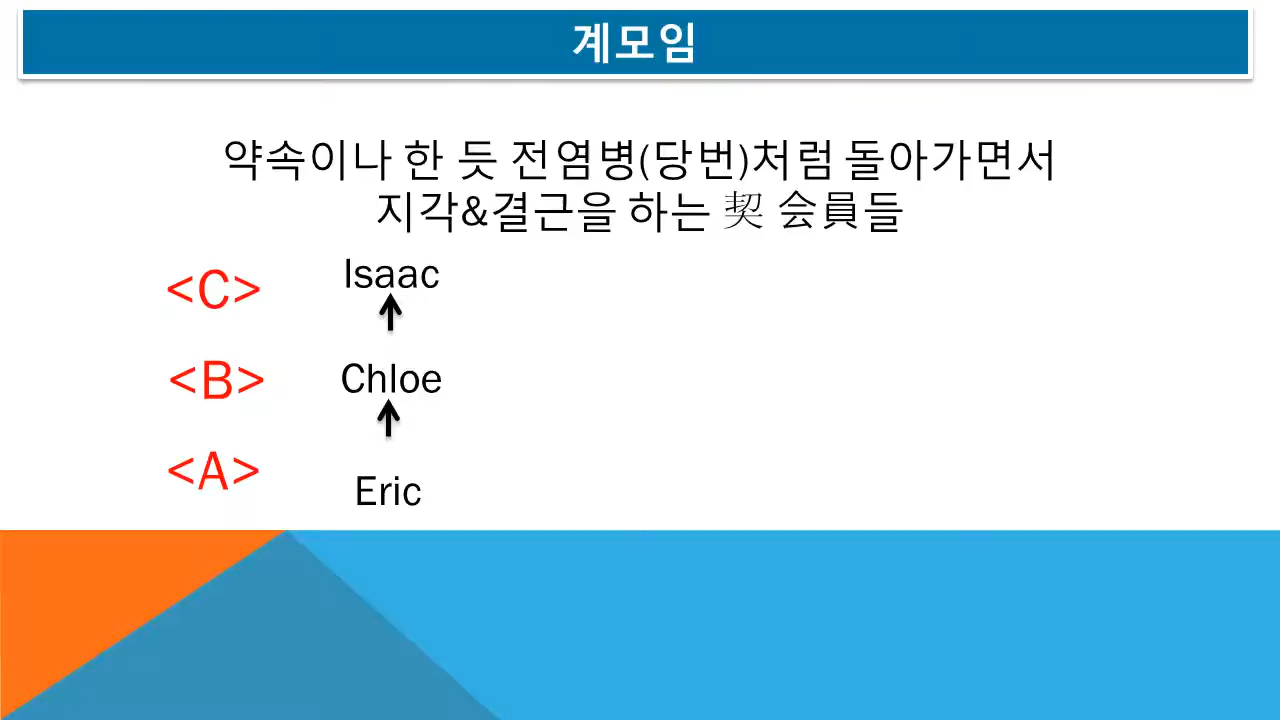 계모임
약속이나 한 듯 전염병(당번)처럼 돌아가면서
지각&결근을 하는 契 会員들
<C> Isaac
<B> Chloe
<A> Eric